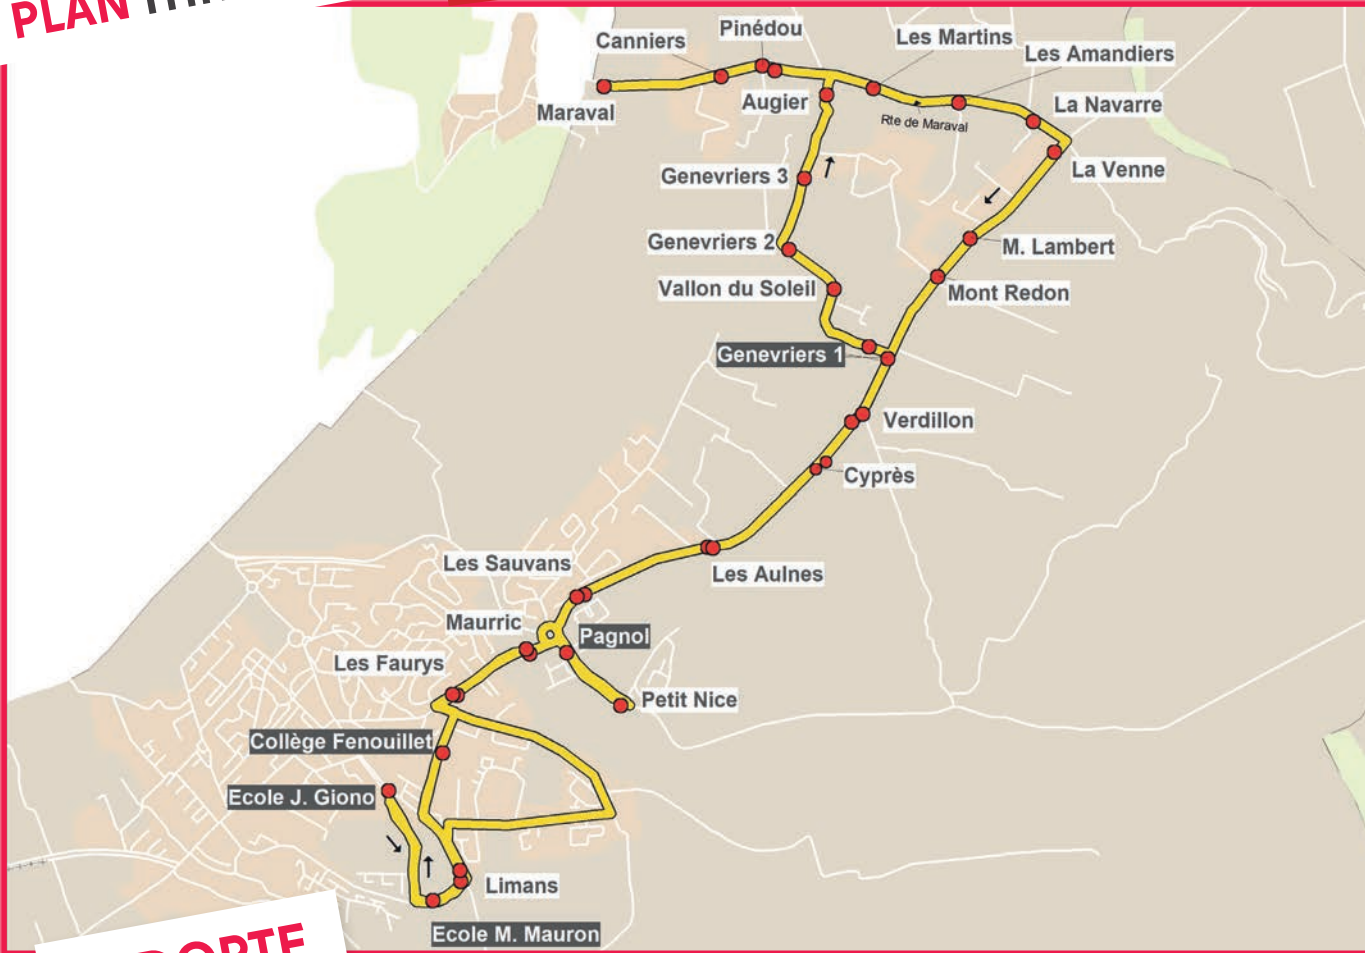 PLAN
Pinédou
Canniers
Les Martins
Les Amandiers
Maraval
Augier
La Navarre
Rte de Maraval
La Venne
Genevriers 3
Genevriers 2
M. Lambert
Vallon du Soleil
Mont Redon
Genevriers 1
Verdillon
Cyprès
Les Sauvans
Les Aulnes
Maurric
Pagnol
Les Faurys
Petit Nice
Collège Fenouillet
Ecole J. Giono
Limans
Ecole M. Mauron